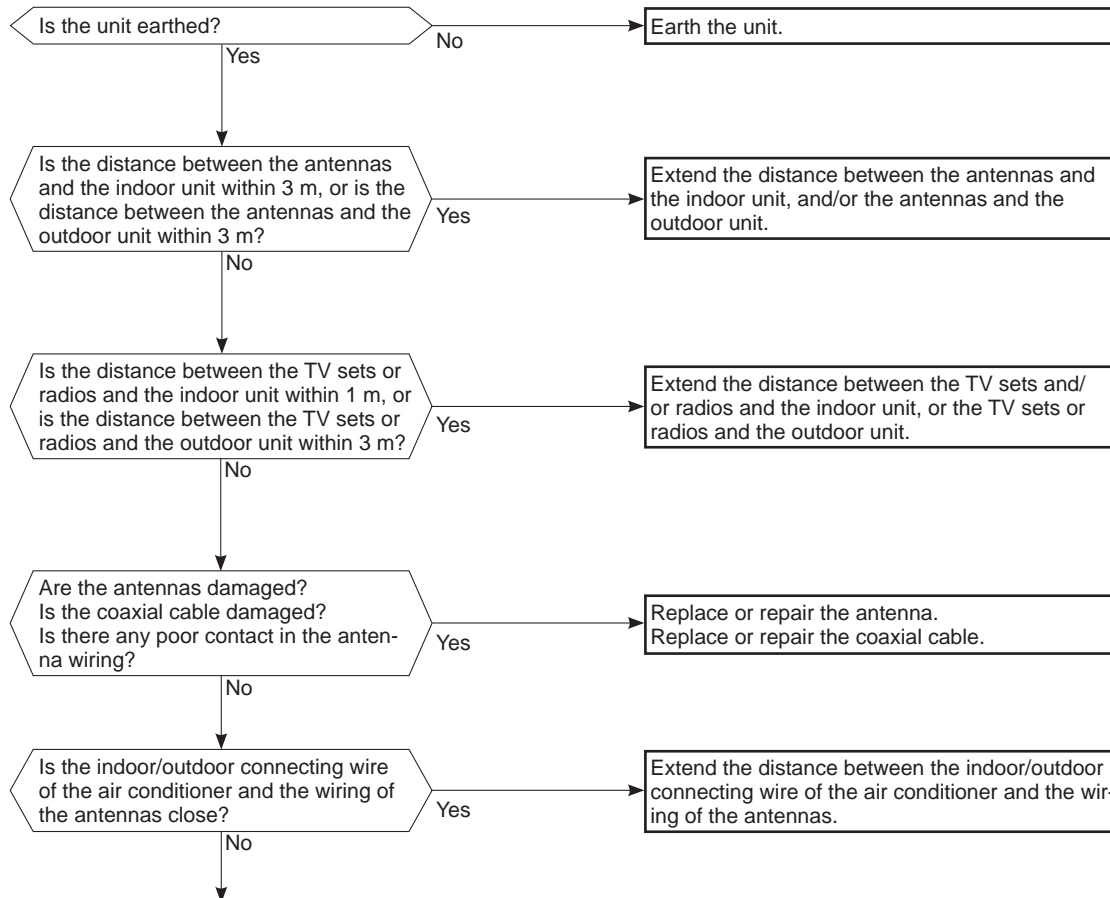 Is the unit earthed?
No
Earth the unit.
Yes
Is the distance between the antennas
and the indoor unit within 3 m, or is the
distance between the antennas and the
outdoor unit within 3 m?
Yes
Extend the distance between the antennas and
the indoor unit, and/or the antennas and the
outdoor unit.
No
Is the distance between the TV sets or
radios and the indoor unit within 1 m, or
is the distance between the TV sets or
radios and the outdoor unit within 3 m?
Yes
Extend the distance between the TV sets and/
or radios and the indoor unit, or the TV sets or
radios and the outdoor unit.
No
Are the antennas damaged?
Is the coaxial cable damaged?
Is there any poor contact in the anten-
na wiring?
Yes
Replace or repair the antenna.
Replace or repair the coaxial cable.
No
Is the indoor/outdoor connecting wire
of the air conditioner and the wiring of
the antennas close?
Yes
Extend the distance between the indoor/outdoor
connecting wire of the air conditioner and the wir-
ing of the antennas.
No